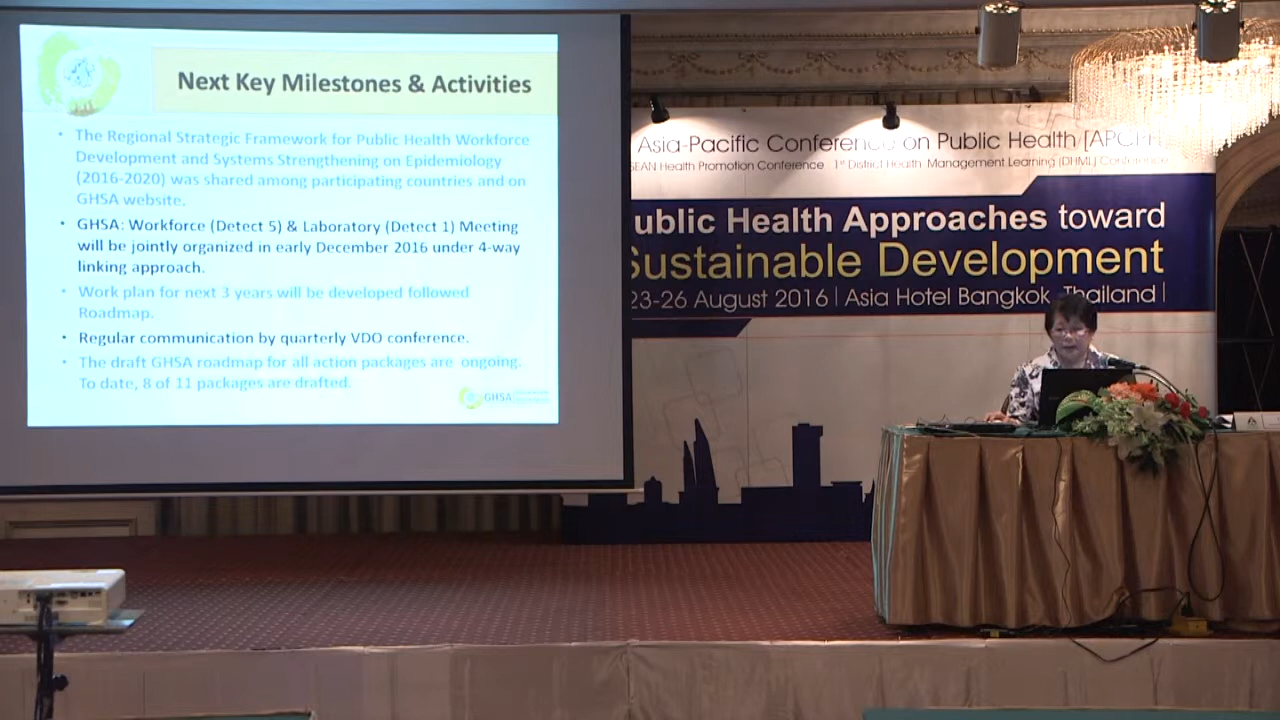 Next Key Milestones & Activities
• The Regional Strategic Framework for Public Health Workforce
Development and Systems Strengthening on Epidemiology
(2016-2020) was shared among participating countries and on
GHSA website.
• GHSA: Workforce (Detect 5) & Laboratory (Detect 1) Meeting
will be jointly organized in early December 2016 under 4-way
linking approach.
• Work plan for next 3 years will be developed followed
Roadmap.
• Regular communication by quarterly VDO conference.
• The draft GHSA roadmap for all action packages are ongoing.
To date, 8 of 11 packages are drafted.
GHSA
Asia-Pacific Conference on Public Health [APCPH]
SEAN Health Promotion Conference 1st District Health Management Learning (DHML) Conference
ublic Health Approaches toward
Sustainable Development
23-26 August 2016 | Asia Hotel Bangkok, Thailand |